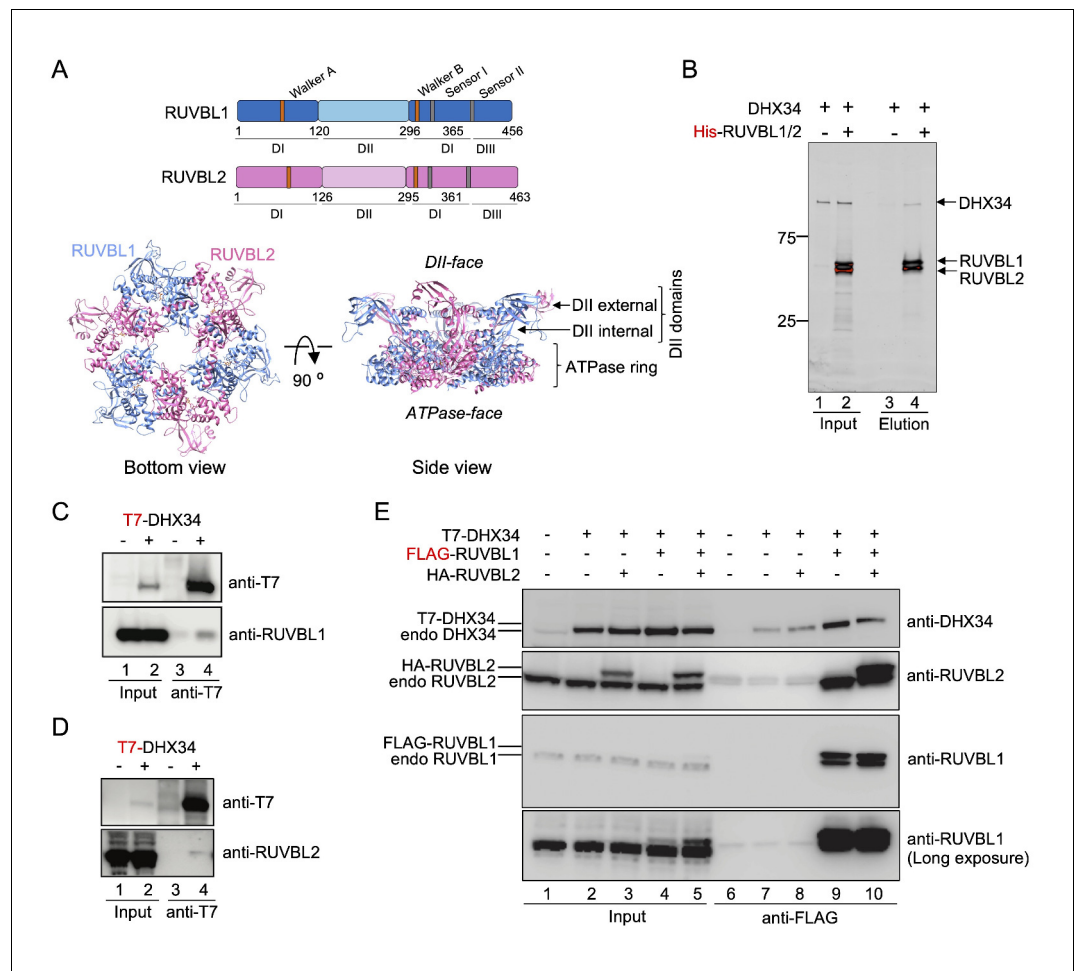 A
Walker A
Walker B
Sensor I
Sensor II
RUVBL1
1 120 296 365 456
DI DII DI DIII
RUVBL2
1 126 295 361 463
DI DII DI DIII
RUVBL1 RUVBL2
DII-face
DII external
DII internal
DII domains
ATPase ring
90 º
ATPase-face
Bottom view
Side view
B
DHX34 + + + +
His-RUVBL1/2 - + - +
DHX34
75
RUVBL1
RUVBL2
25
1 2 3 4
Input Elution
C
T7-DHX34
- + - +
anti-T7
anti-RUVBL1
1 2 3 4
Input anti-T7
D
T7-DHX34
- + - +
anti-T7
anti-RUVBL2
1 2 3 4
Input anti-T7
E
T7-DHX34 - + + + + - + + + +
FLAG-RUVBL1 - - - + + - - - + +
HA-RUVBL2 - - + - + - - + - +
T7-DHX34
endo DHX34
anti-DHX34
HA-RUVBL2
endo RUVBL2
anti-RUVBL2
FLAG-RUVBL1
endo RUVBL1
anti-RUVBL1
anti-RUVBL1
(Long exposure)
1 2 3 4 5 6 7 8 9 10
Input anti-FLAG